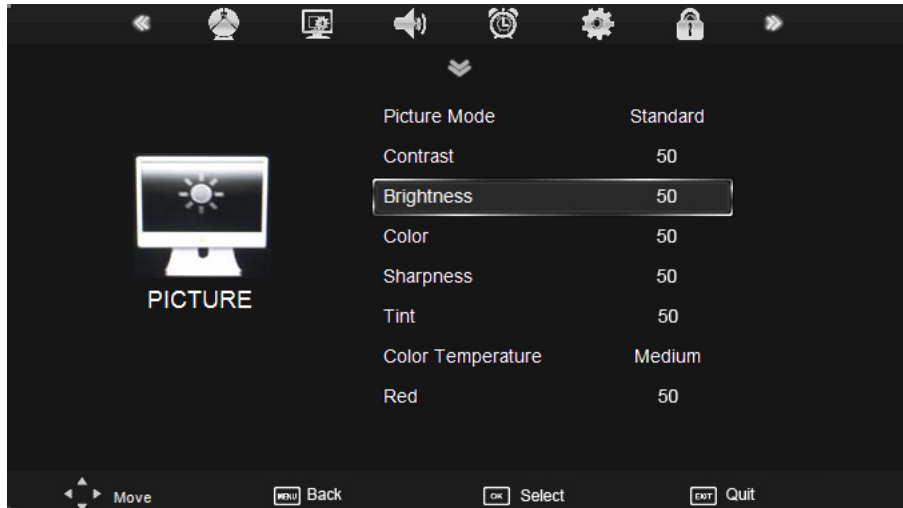 Picture Mode Standard
Contrast 50
Brightness 50
Color 50
Sharpness 50
PICTURE
Tint 50
Color Temperature Medium
Red 50
Move MENU Back OK Select EXIT Quit